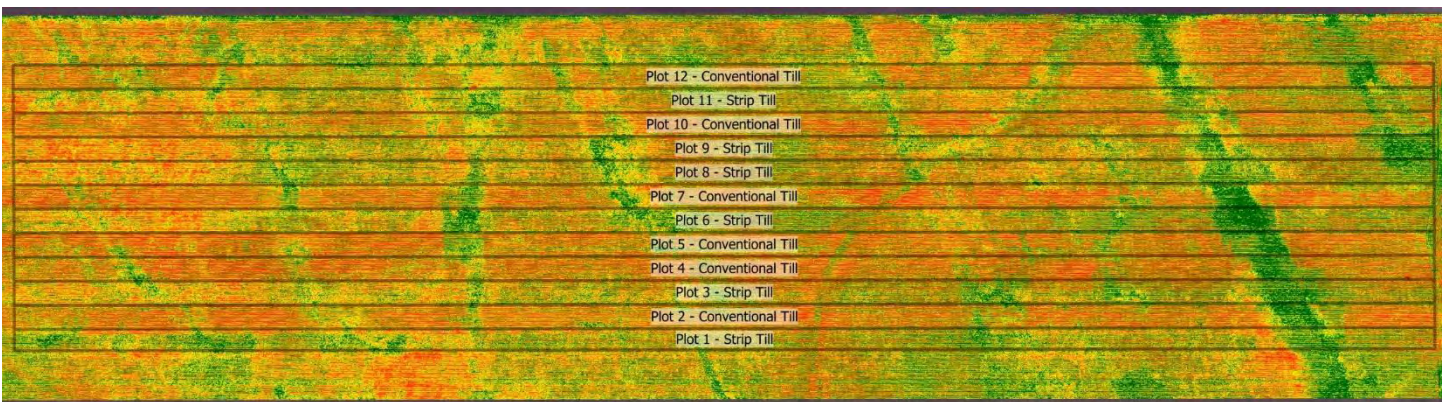 Plot 12 - Conventional Till
Plot 11 - Strip Till
Plot 10 - Conventional Till
Plot 9 - Strip Till
Plot 8 - Strip Till
Plot 7 - Conventional Till
Plot 6 - Strip Till
Plot 5 - Conventional Till
Plot 4 - Conventional Till
Plot 3 - Strip Till
Plot 2 - Conventional Till
Plot 1 - Strip Till